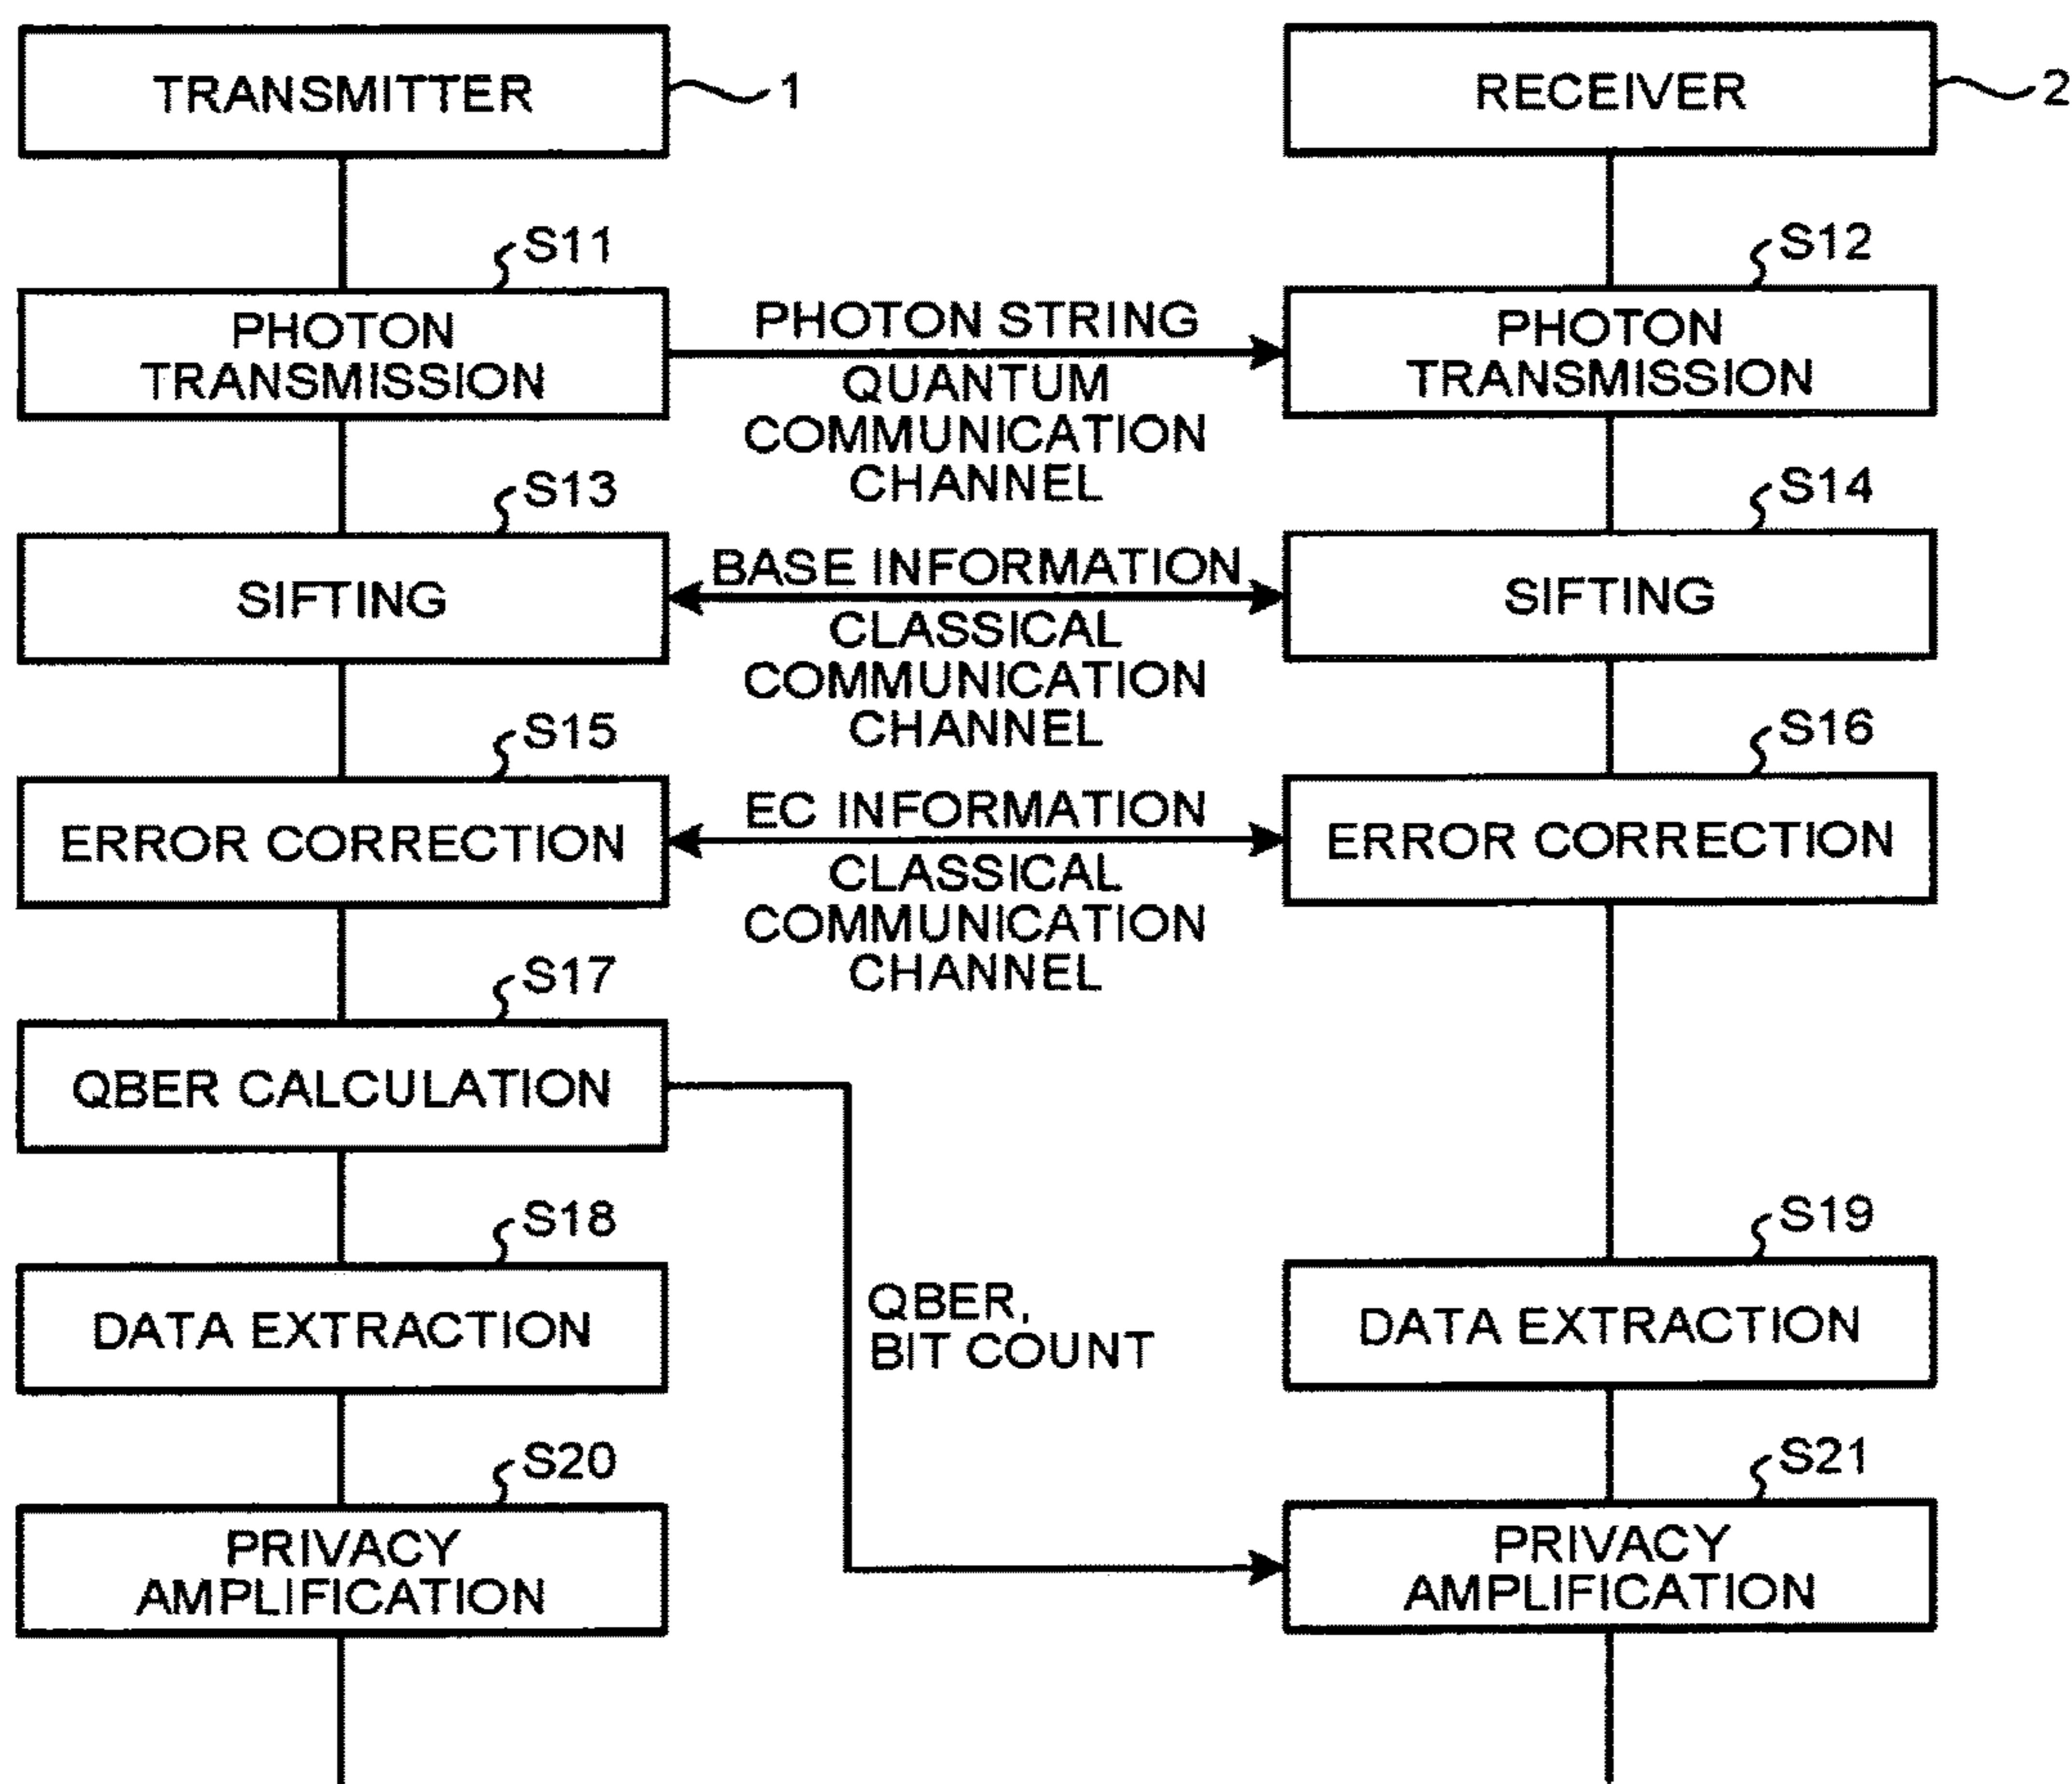 TRANSMITTER
1
RECEIVER
2
S11
S12
PHOTON
TRANSMISSION
PHOTON STRING
QUANTUM
COMMUNICATION
CHANNEL
PHOTON
TRANSMISSION
S13
S14
SIFTING
BASE INFORMATION
CLASSICAL
COMMUNICATION
CHANNEL
SIFTING
S15
S16
ERROR CORRECTION
EC INFORMATION
CLASSICAL
COMMUNICATION
CHANNEL
ERROR CORRECTION
S17
QBER CALCULATION
S18
S19
DATA EXTRACTION
QBER,
BIT COUNT
DATA EXTRACTION
S20
S21
PRIVACY
AMPLIFICATION
PRIVACY
AMPLIFICATION